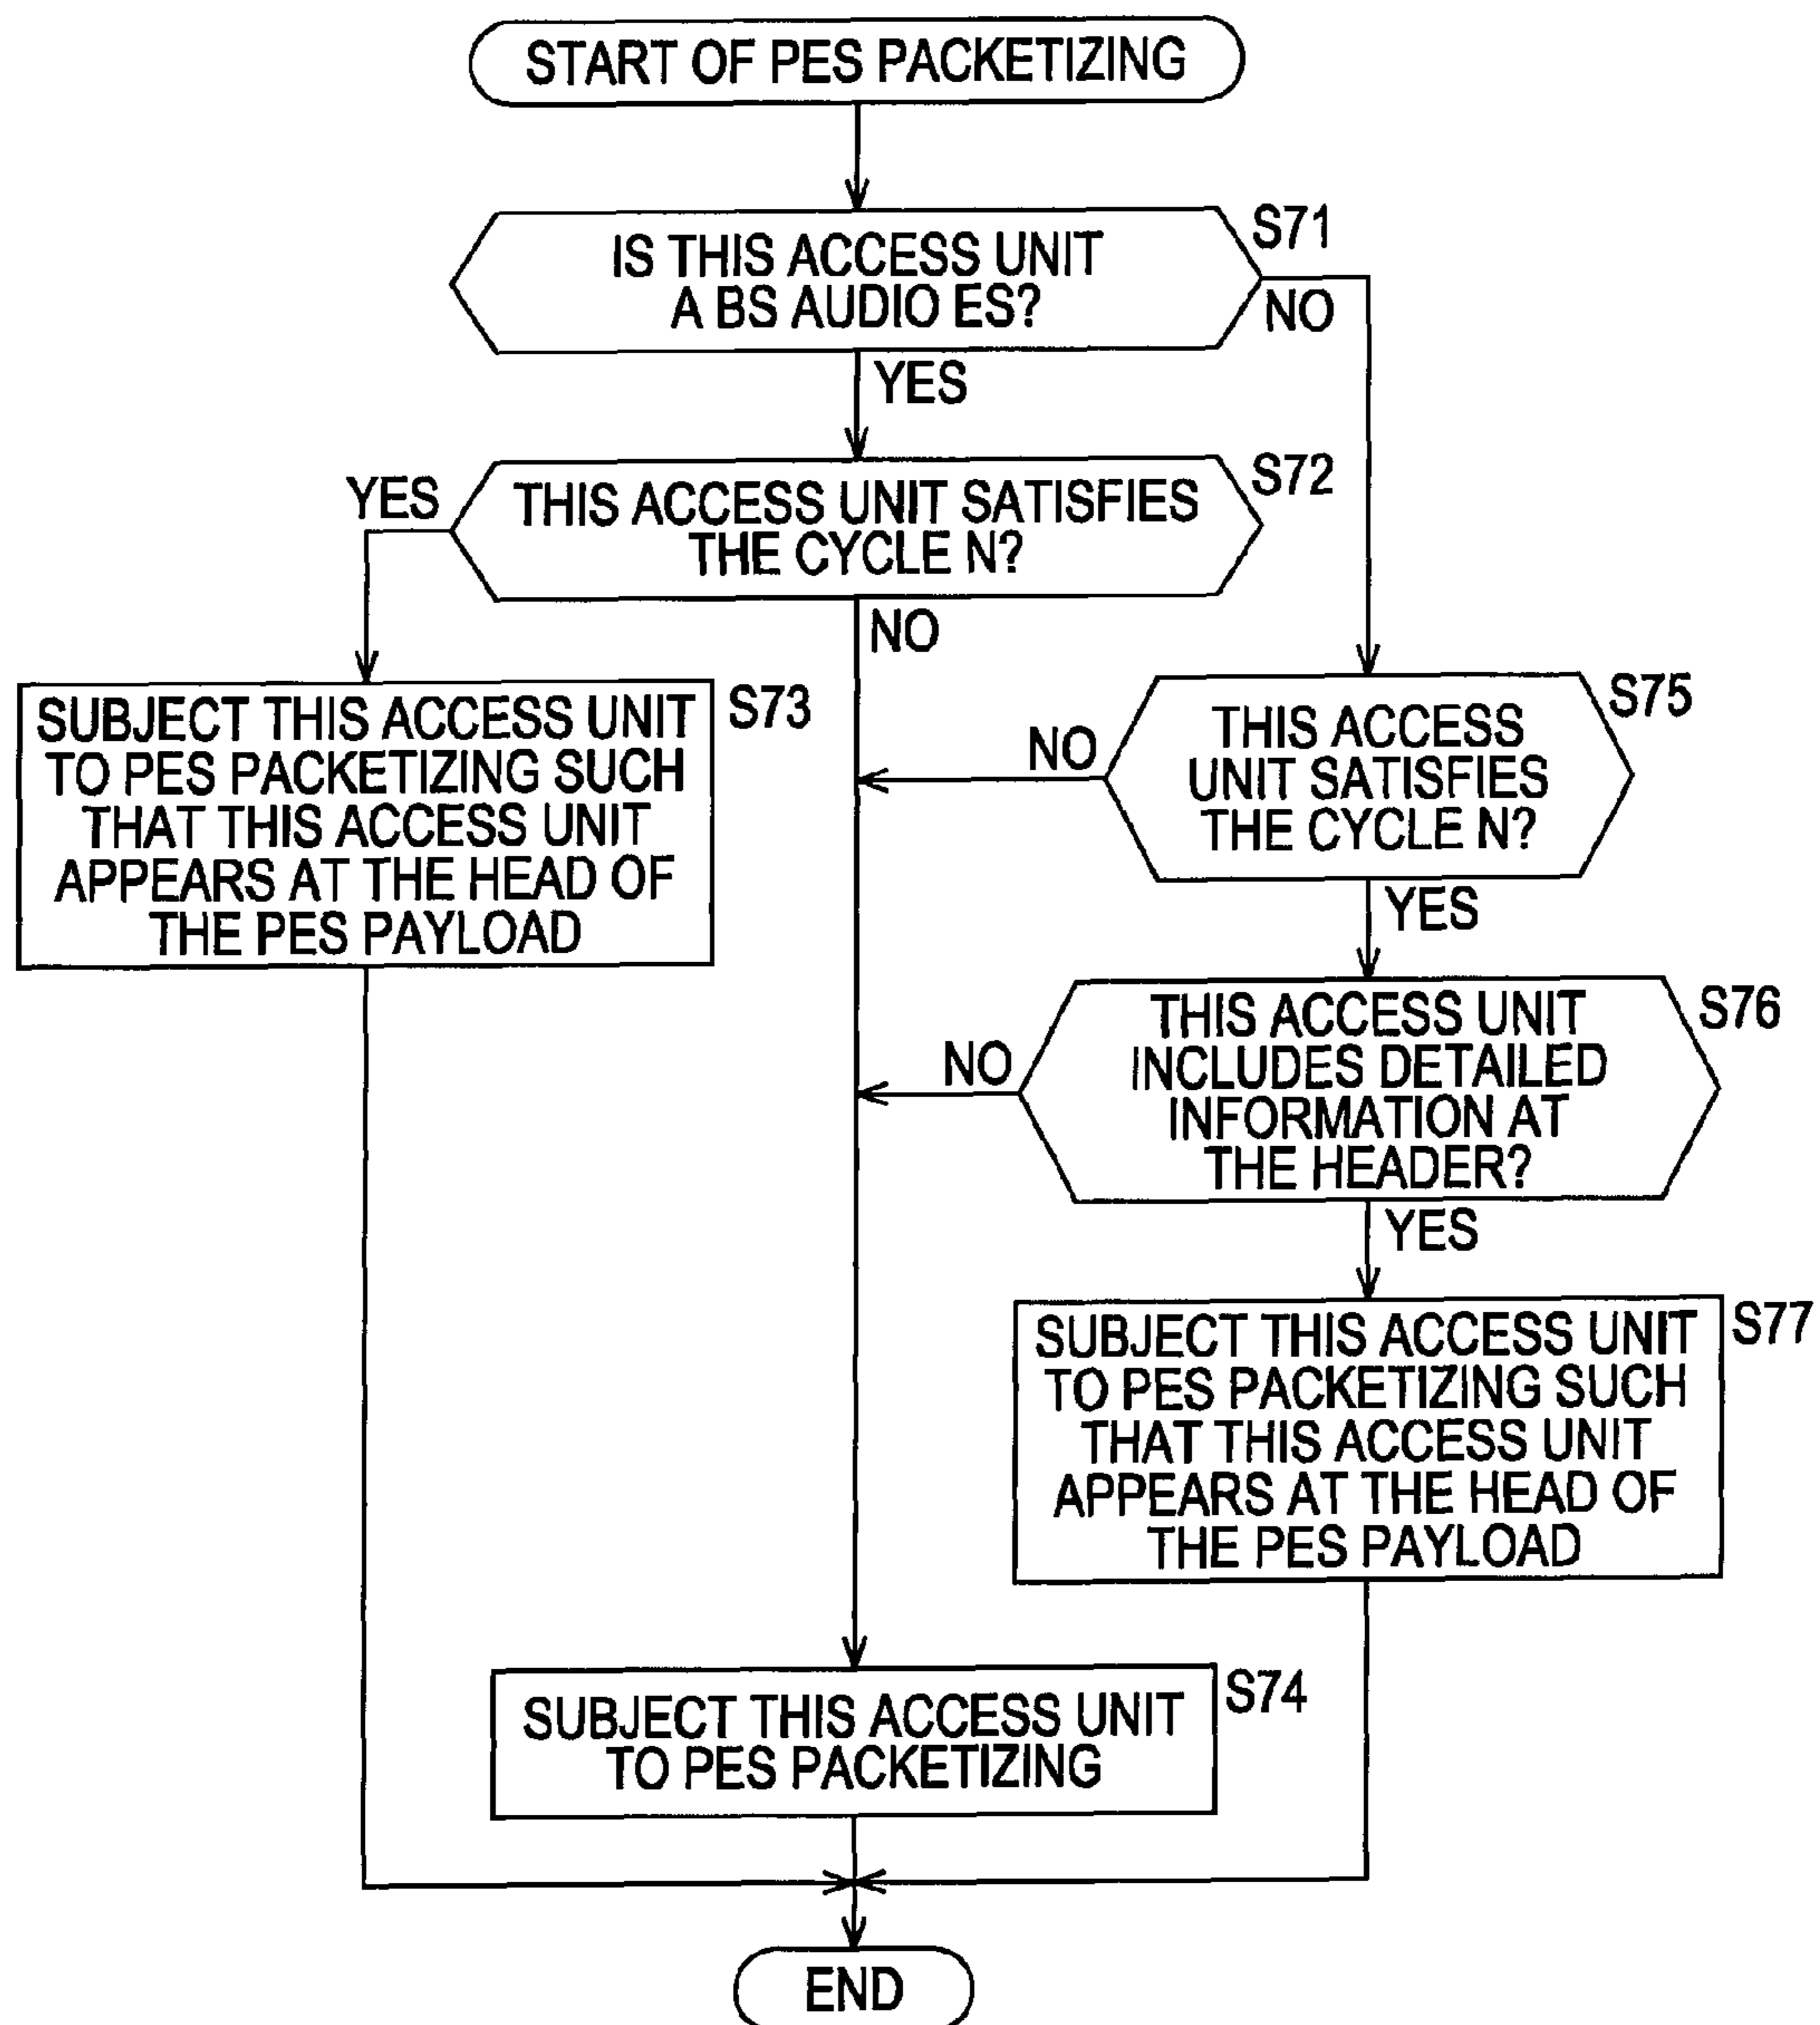 START OF PES PACKETIZING
IS THIS ACCESS UNIT
A BS AUDIO ES?
S71
NO
YES
THIS ACCESS UNIT SATISFIES
THE CYCLE N?
S72
YES
NO
SUBJECT THIS ACCESS UNIT
TO PES PACKETIZING SUCH
THAT THIS ACCESS UNIT
APPEARS AT THE HEAD OF
THE PES PAYLOAD
S73
THIS ACCESS
UNIT SATISFIES
THE CYCLE N?
S75
NO
YES
THIS ACCESS UNIT
INCLUDES DETAILED
INFORMATION AT
THE HEADER?
S76
NO
YES
SUBJECT THIS ACCESS UNIT
TO PES PACKETIZING SUCH
THAT THIS ACCESS UNIT
APPEARS AT THE HEAD OF
THE PES PAYLOAD
S77
SUBJECT THIS ACCESS UNIT
TO PES PACKETIZING
S74
END